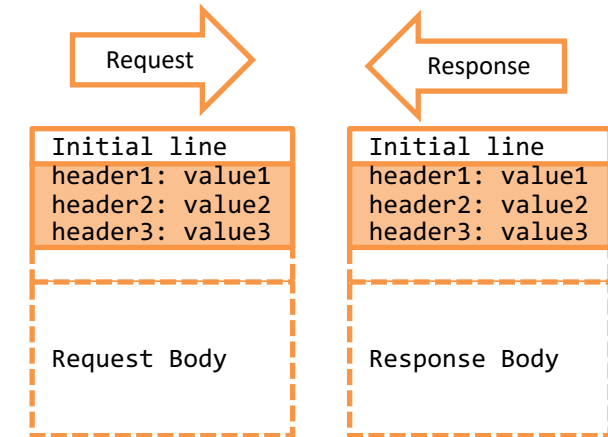 Request
Response
Initial line
header1: value1
header2: value2
header3: value3
Request Body
Initial line
header1: value1
header2: value2
header3: value3
Response Body